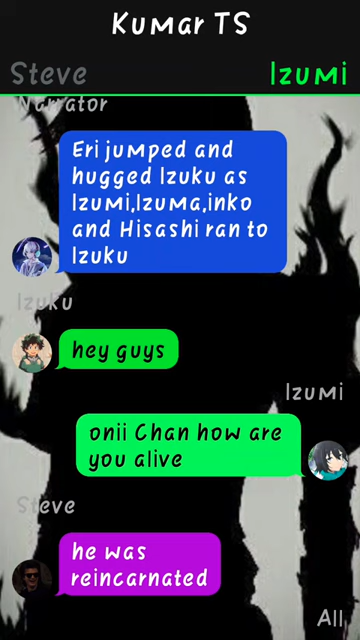 Kumar TS
Steve
Izumi
Narrator
Eri jumped and
hugged Izuku as
Izumi,Izuma,inko
and Hisashi ran to
Izuku
Izuku
hey guys
Izumi
onii Chan how are
you alive
Steve
he was
reincarnated
All